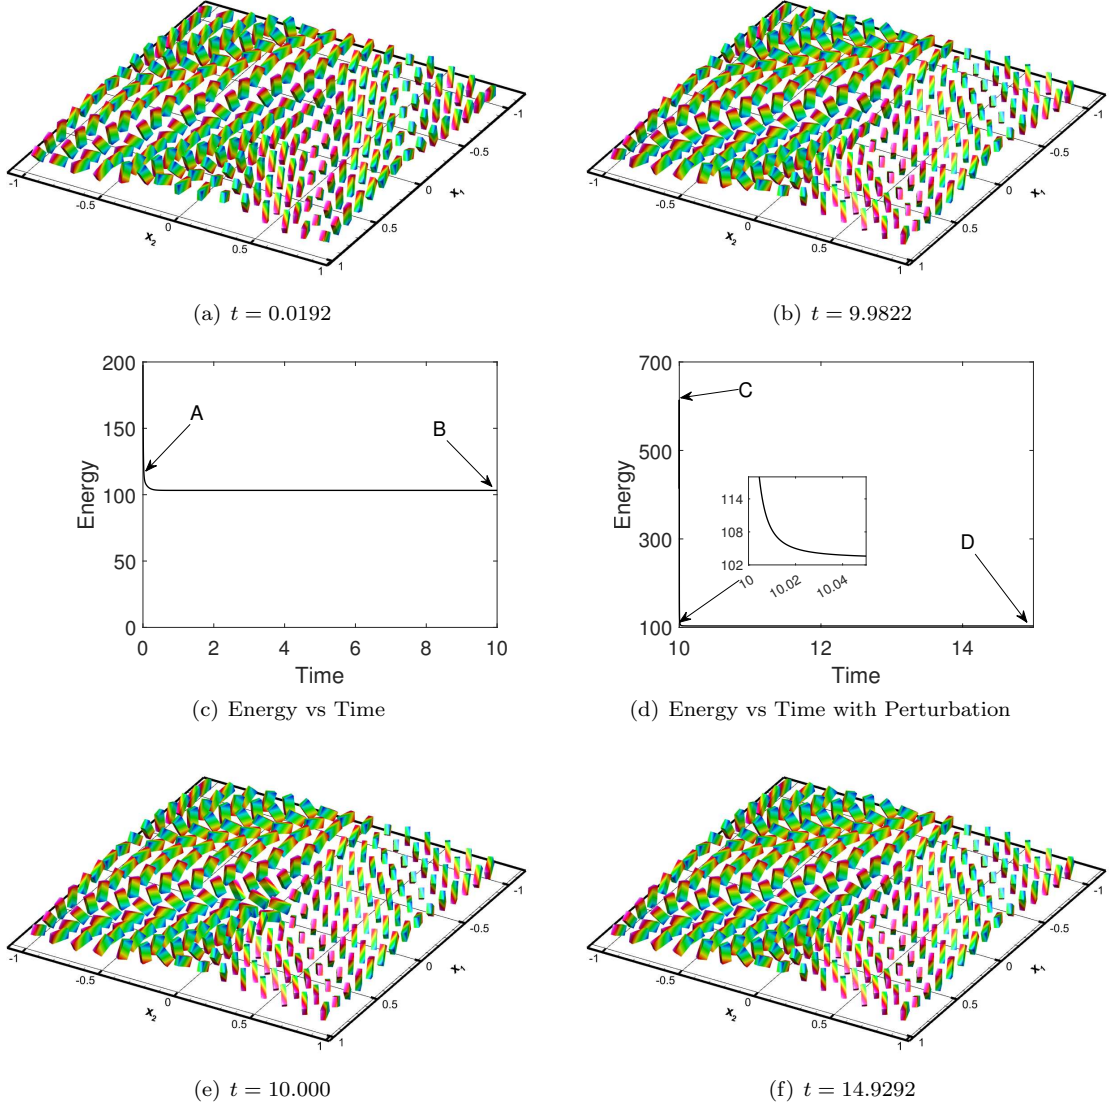 -1
-0.5
0
0.5
1
x₂
-1
-0.5
0
0.5
1
x₁
-1
-0.5
0
0.5
1
x₂
-1
-0.5
0
0.5
1
x₁
(a) t = 0.0192
(b) t = 9.9822
200
150
100
50
0
Energy
A
B
0 2 4 6 8 10
Time
(c) Energy vs Time
700
500
300
100
Energy
C
D
114
108
102
10 10.02 10.04
10 12 14
Time
(d) Energy vs Time with Perturbation
-1
-0.5
0
0.5
1
x₂
-1
-0.5
0
0.5
1
x₁
-1
-0.5
0
0.5
1
x₂
-1
-0.5
0
0.5
1
x₁
(e) t = 10.000
(f) t = 14.9292